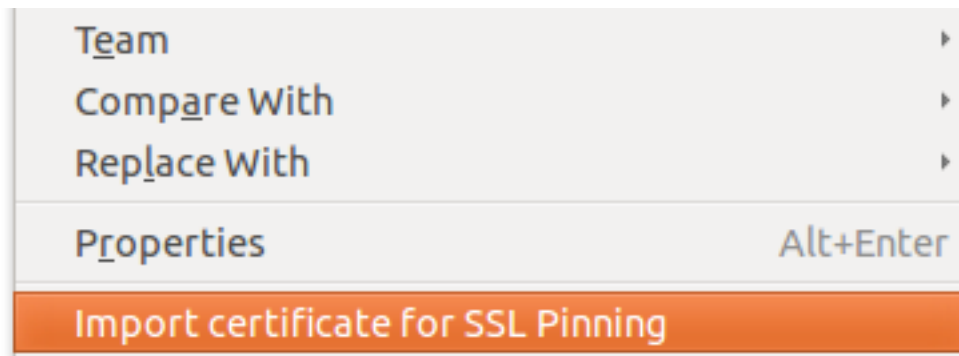 Team
Compare With
Replace With
Properties Alt+Enter
Import certificate for SSL Pinning